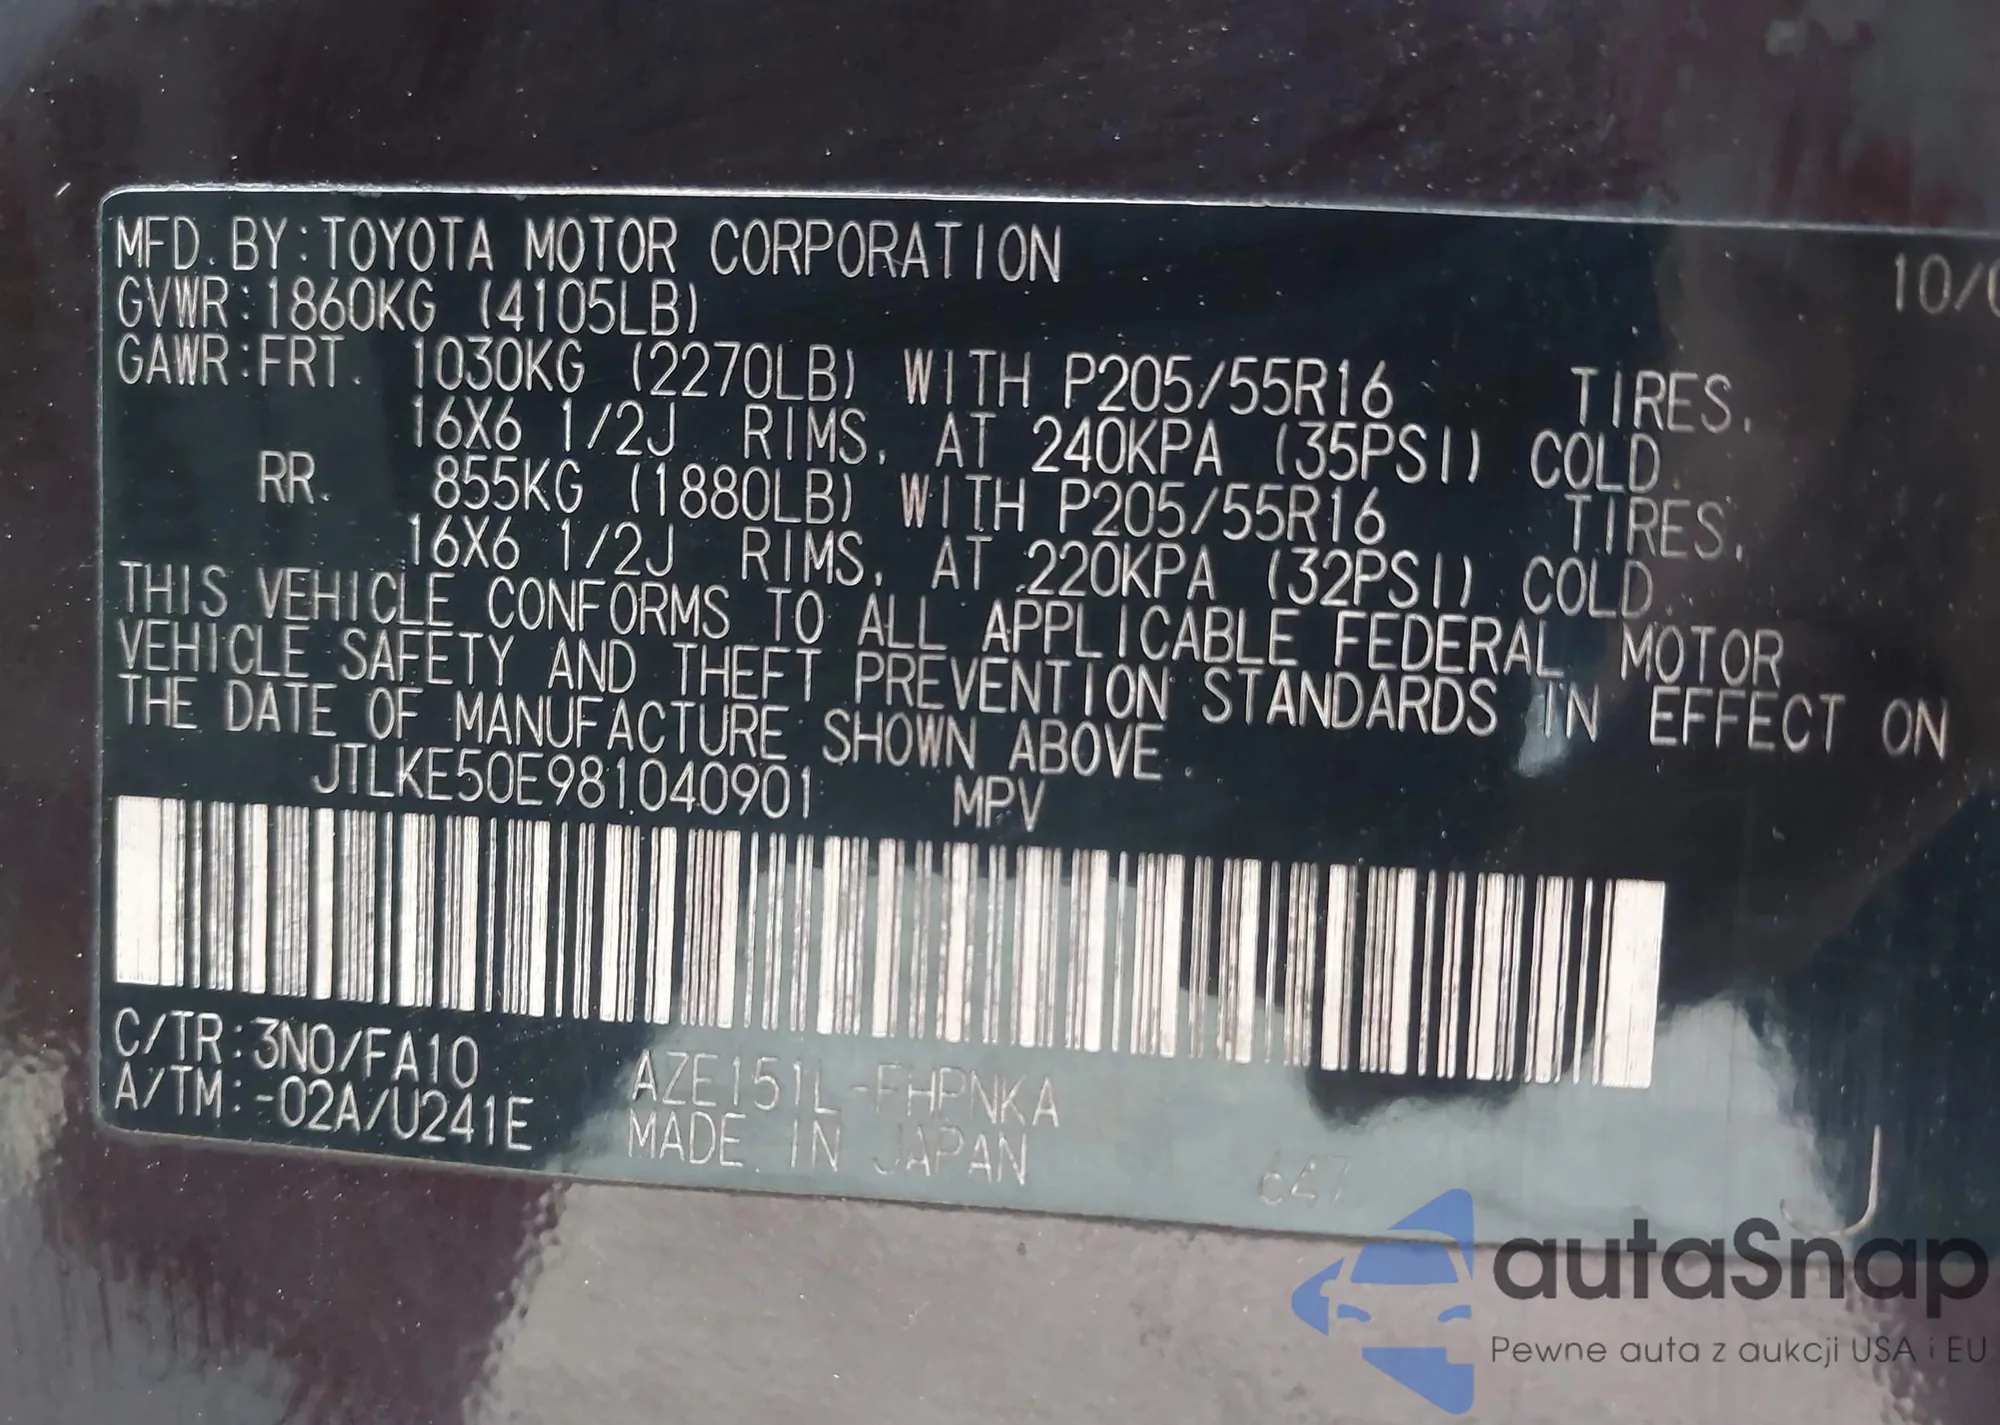 MFD. BY:TOYOTA MOTOR CORPORATION 10/0
GVWR:1860KG (4105LB)
GAWR:FRT. 1030KG (2270LB) WITH P205/55R16 TIRES,
16X6 1/2J RIMS, AT 240KPA (35PSI) COLD.
RR. 855KG (1880LB) WITH P205/55R16 TIRES,
16X6 1/2J RIMS, AT 220KPA (32PSI) COLD.
THIS VEHICLE CONFORMS TO ALL APPLICABLE FEDERAL MOTOR
VEHICLE SAFETY AND THEFT PREVENTION STANDARDS IN EFFECT ON
THE DATE OF MANUFACTURE SHOWN ABOVE.
JTLKE50E981040901 MPV
C/TR:3N0/FA10 AZE151L-FHPNKA
A/TM:-02A/U241E MADE IN JAPAN
647 J
autaSnap
Pewne auta z aukcji USA i EU